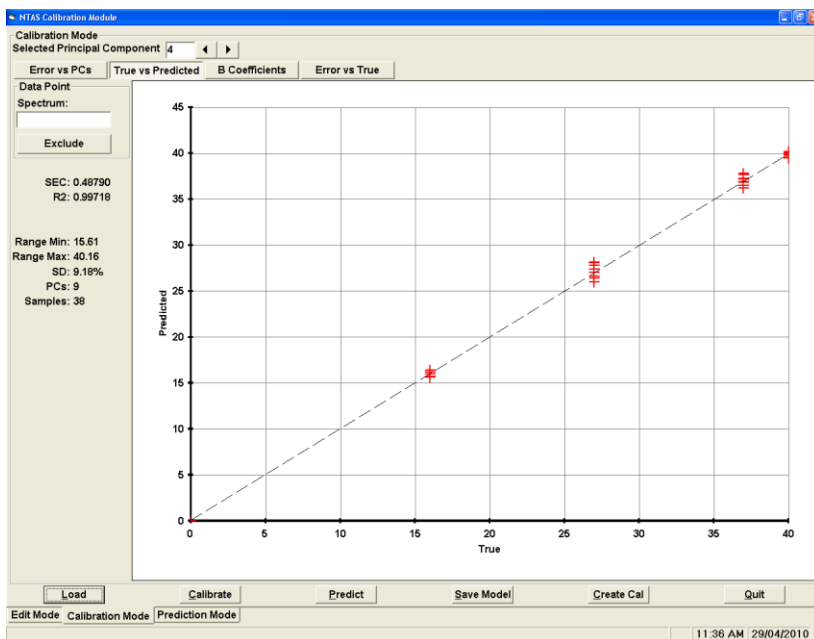 NTAS Calibration Module
Calibration Mode
Selected Principal Component 4
Error vs PCs True vs Predicted B Coefficients Error vs True
Data Point
Spectrum:
Exclude
SEC: 0.48790
R2: 0.99718
Range Min: 15.61
Range Max: 40.16
SD: 9.18%
PCs: 9
Samples: 38
45
40
35
30
25
20
15
10
5
0
Predicted
0 5 10 15 20 25 30 35 40
True
Load Calibrate Predict Save Model Create Cal Quit
Edit Mode Calibration Mode Prediction Mode
11:36 AM 29/04/2010